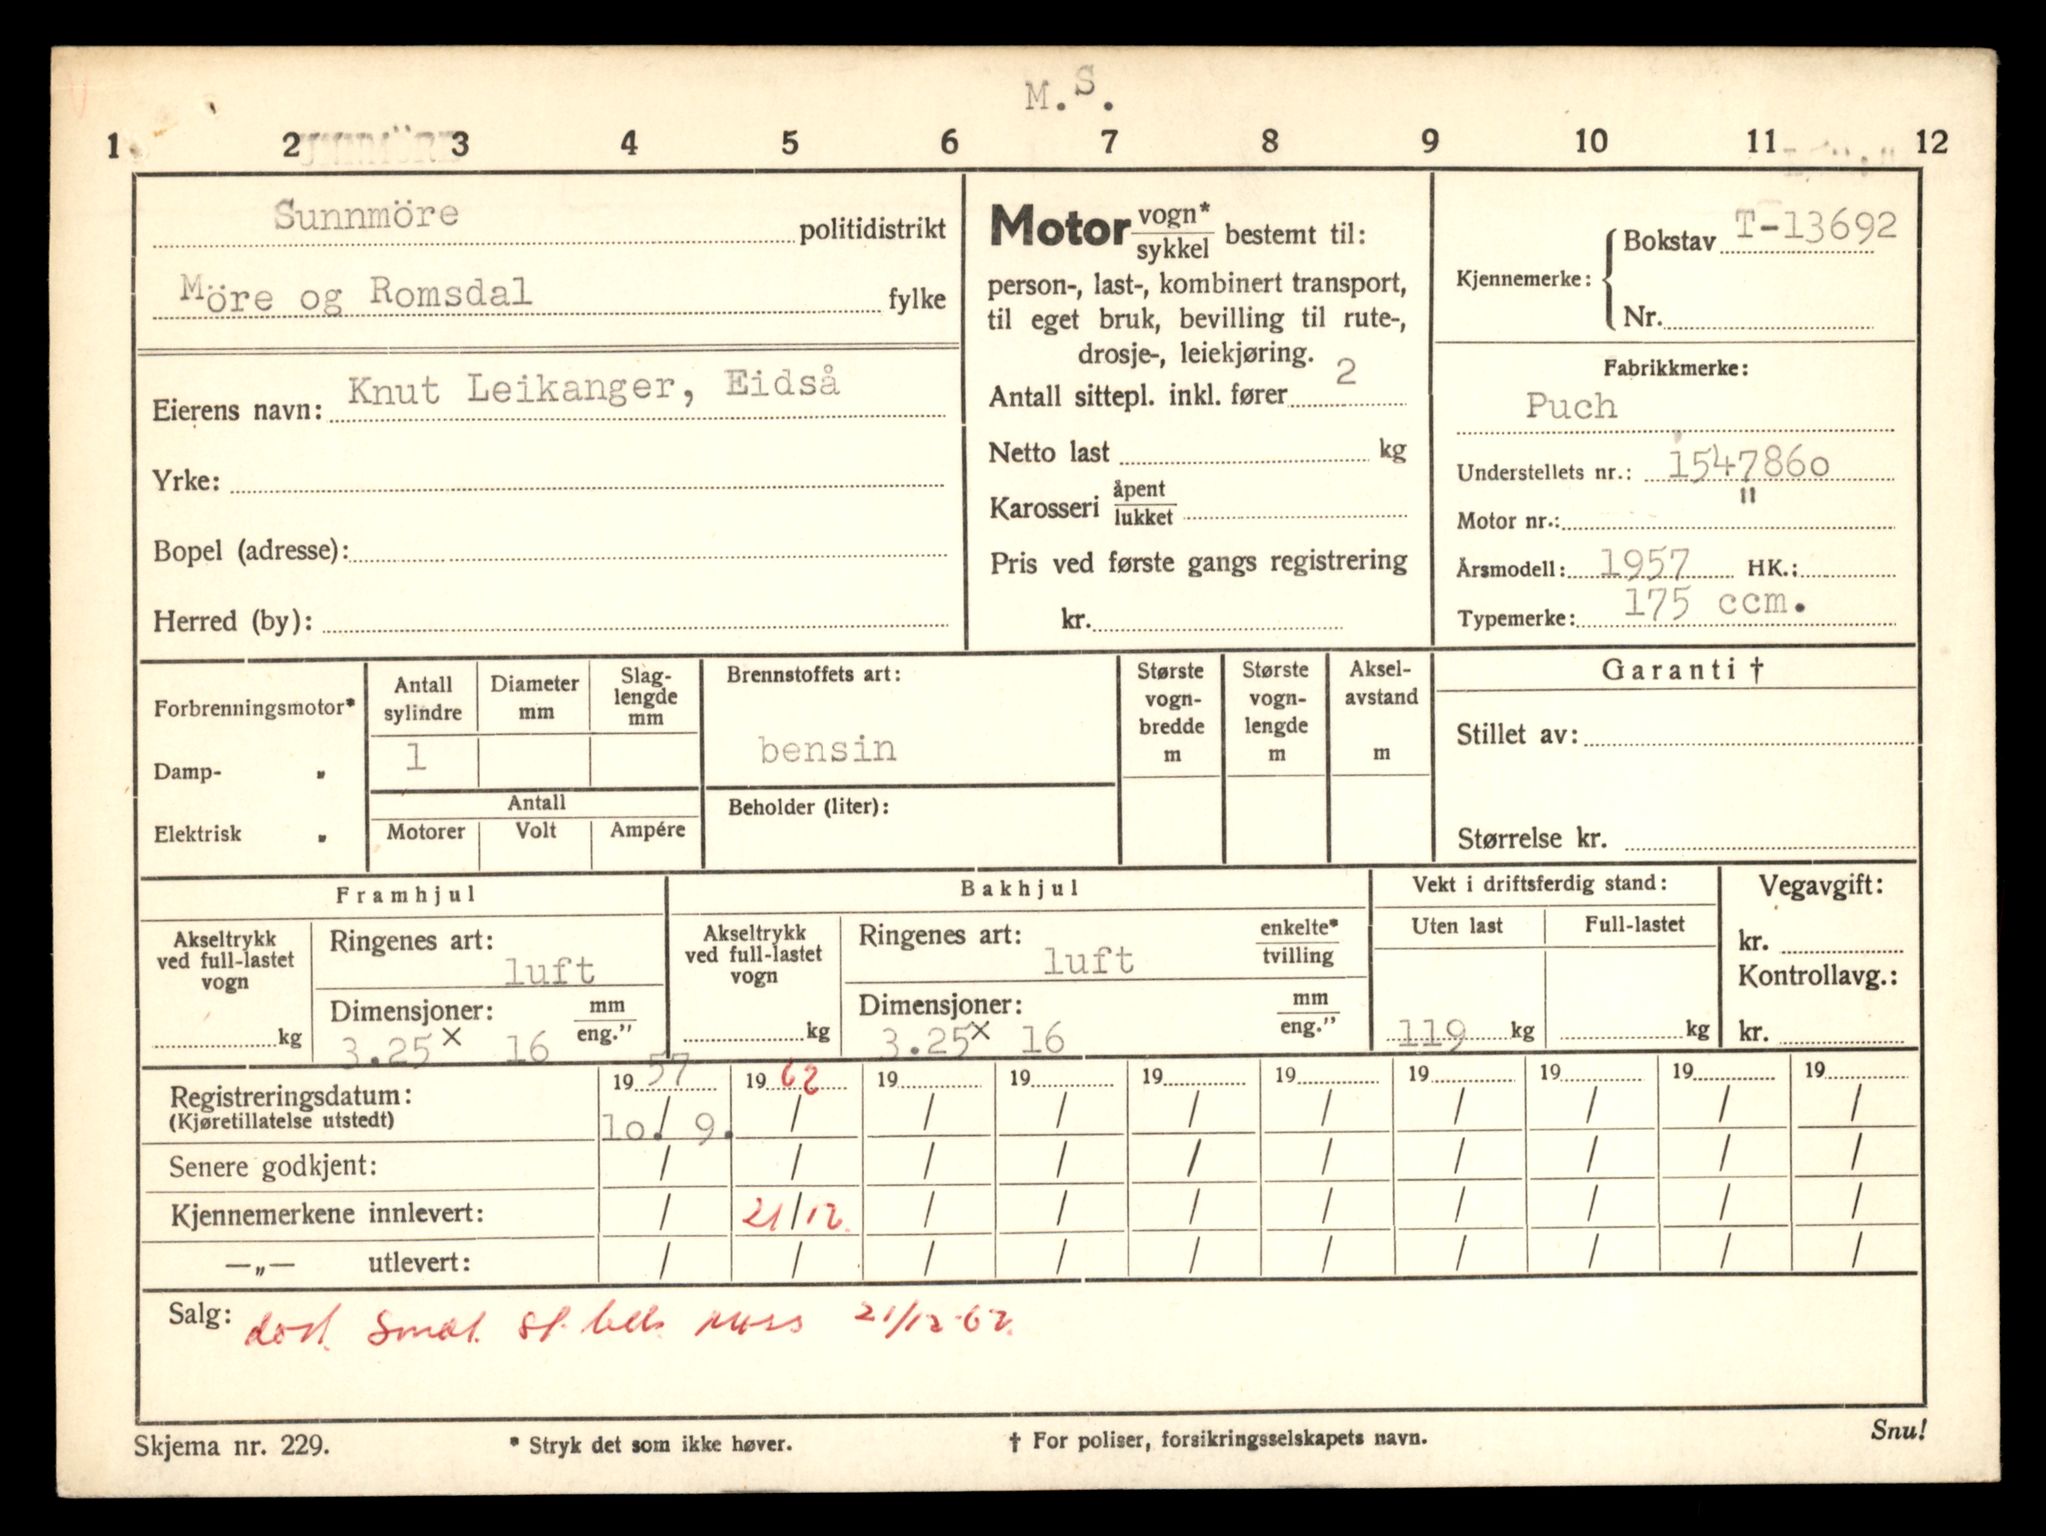 M.S.
1 2 3 4 5 6 7 8 9 10 11 12
Sunnmöre politidistrikt
Möre og Romsdal fylke
Eierens navn: Knut Leikanger, Eidså
Yrke:
Bopel (adresse):
Herred (by):
Motor vogn* sykkel bestemt til:
person-, last-, kombinert transport,
til eget bruk, bevilling til rute-,
drosje-, leiekjøring.
Antall sittepl. inkl. fører 2
Netto last kg
Karosseri åpent lukket
Pris ved første gangs registrering
kr.
Kjennemerke: Bokstav T-13692
Nr.
Fabrikkmerke:
Puch
Understellets nr.: 1547860
Motor nr.: "
Årsmodell: 1957 HK.:
Typemerke: 175 ccm.
Forbrenningsmotor*
Damp- "
Elektrisk "
Antall sylindre
Diameter mm
Slag-
lengde
mm
1
Antall
Motorer Volt Ampére
Brennstoffets art:
bensin
Beholder (liter):
Største
vogn-
bredde
m
Største
vogn-
lengde
m
Aksel-
avstand
m
Garanti †
Stillet av:
Størrelse kr.
Framhjul
Akseltrykk
ved full-lastet
vogn
kg
Ringenes art:
luft
Dimensjoner: mm eng."
3.25 x 16
Bakhjul
Akseltrykk
ved full-lastet
vogn
kg
Ringenes art: enkelte* tvilling
luft
Dimensjoner: mm eng."
3.25 x 16
Vekt i driftsferdig stand:
Uten last Full-lastet
119 kg kg
Vegavgift:
kr.
Kontrollavg.:
kr.
1957 1962 19 19 19 19 19 19 19 19
Registreringsdatum: / / / / / / / / /
(Kjøretillatelse utstedt) 10./ 9.
Senere godkjent: / / / / / / / / / /
Kjennemerkene innlevert: / 21/12. / / / / / / / /
—„— utlevert: / / / / / / / / / /
Salg: 21/12-62.
Skjema nr. 229. * Stryk det som ikke høver. † For poliser, forsikringsselskapets navn. Snu!